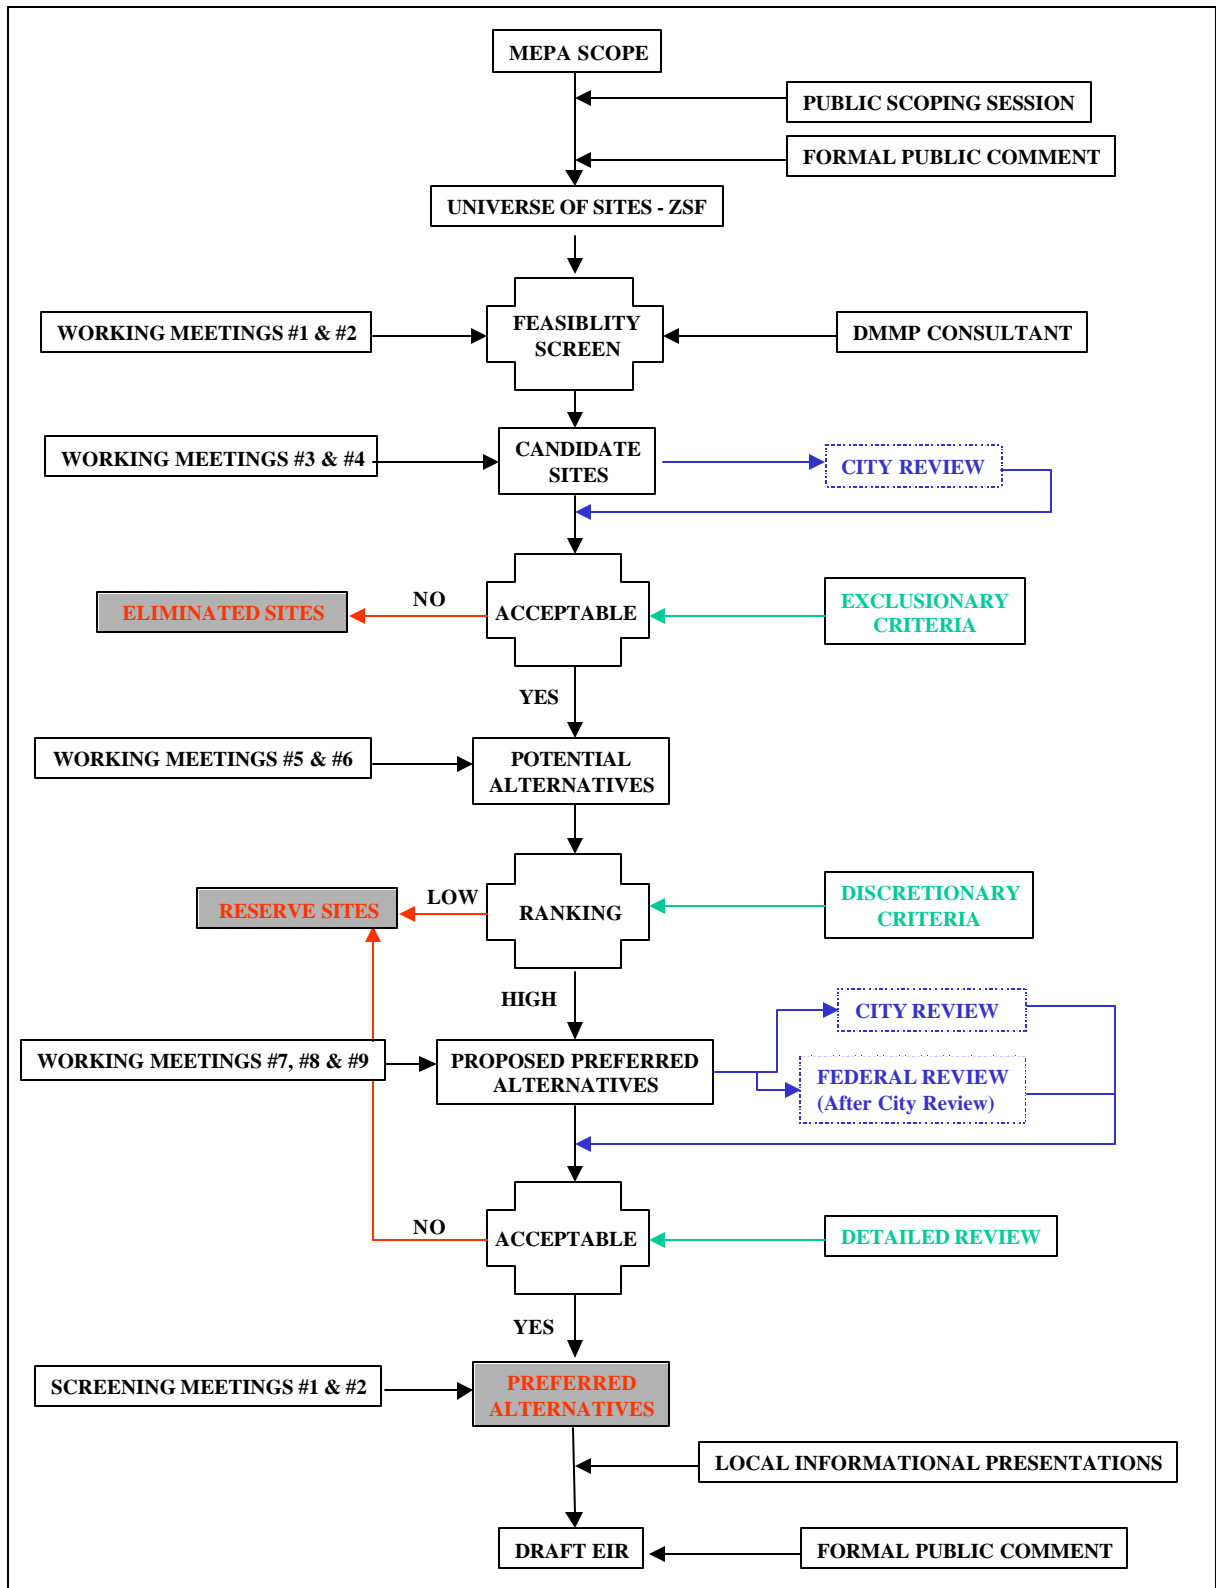 MEPA SCOPE
PUBLIC SCOPING SESSION
FORMAL PUBLIC COMMENT
UNIVERSE OF SITES - ZSF
WORKING MEETINGS #1 & #2
FEASIBLITY
SCREEN
DMMP CONSULTANT
WORKING MEETINGS #3 & #4
CANDIDATE
SITES
CITY REVIEW
ELIMINATED SITES
NO
ACCEPTABLE
EXCLUSIONARY
CRITERIA
YES
WORKING MEETINGS #5 & #6
POTENTIAL
ALTERNATIVES
RESERVE SITES
LOW
RANKING
DISCRETIONARY
CRITERIA
HIGH
CITY REVIEW
WORKING MEETINGS #7, #8 & #9
PROPOSED PREFERRED
ALTERNATIVES
FEDERAL REVIEW
(After City Review)
NO
ACCEPTABLE
DETAILED REVIEW
YES
SCREENING MEETINGS #1 & #2
PREFERRED
ALTERNATIVES
LOCAL INFORMATIONAL PRESENTATIONS
DRAFT EIR
FORMAL PUBLIC COMMENT